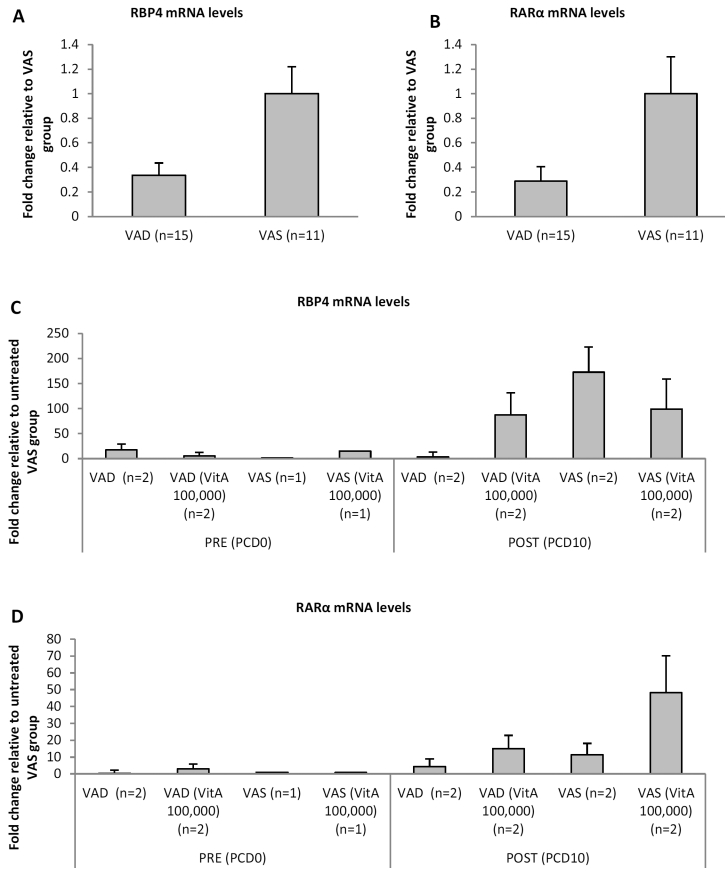 A
RBP4 mRNA levels
Fold change relative to VAS
group
1.4
1.2
1
0.8
0.6
0.4
0.2
0
VAD (n=15)
VAS (n=11)
B
RARα mRNA levels
Fold change relative to VAS
group
1.4
1.2
1
0.8
0.6
0.4
0.2
0
VAD (n=15)
VAS (n=11)
C
RBP4 mRNA levels
Fold change relative to untreated
VAS group
250
200
150
100
50
0
VAD (n=2)
VAD (VitA
100,000)
(n=2)
VAS (n=1)
VAS (VitA
100,000)
(n=1)
VAD (n=2)
VAD (VitA
100,000)
(n=2)
VAS (n=2)
VAS (VitA
100,000)
(n=2)
PRE (PCD0)
POST (PCD10)
D
RARα mRNA levels
Fold change relative to untreated
VAS group
80
70
60
50
40
30
20
10
0
VAD (n=2)
VAD (VitA
100,000)
(n=2)
VAS (n=1)
VAS (VitA
100,000)
(n=1)
VAD (n=2)
VAD (VitA
100,000)
(n=2)
VAS (n=2)
VAS (VitA
100,000)
(n=2)
PRE (PCD0)
POST (PCD10)